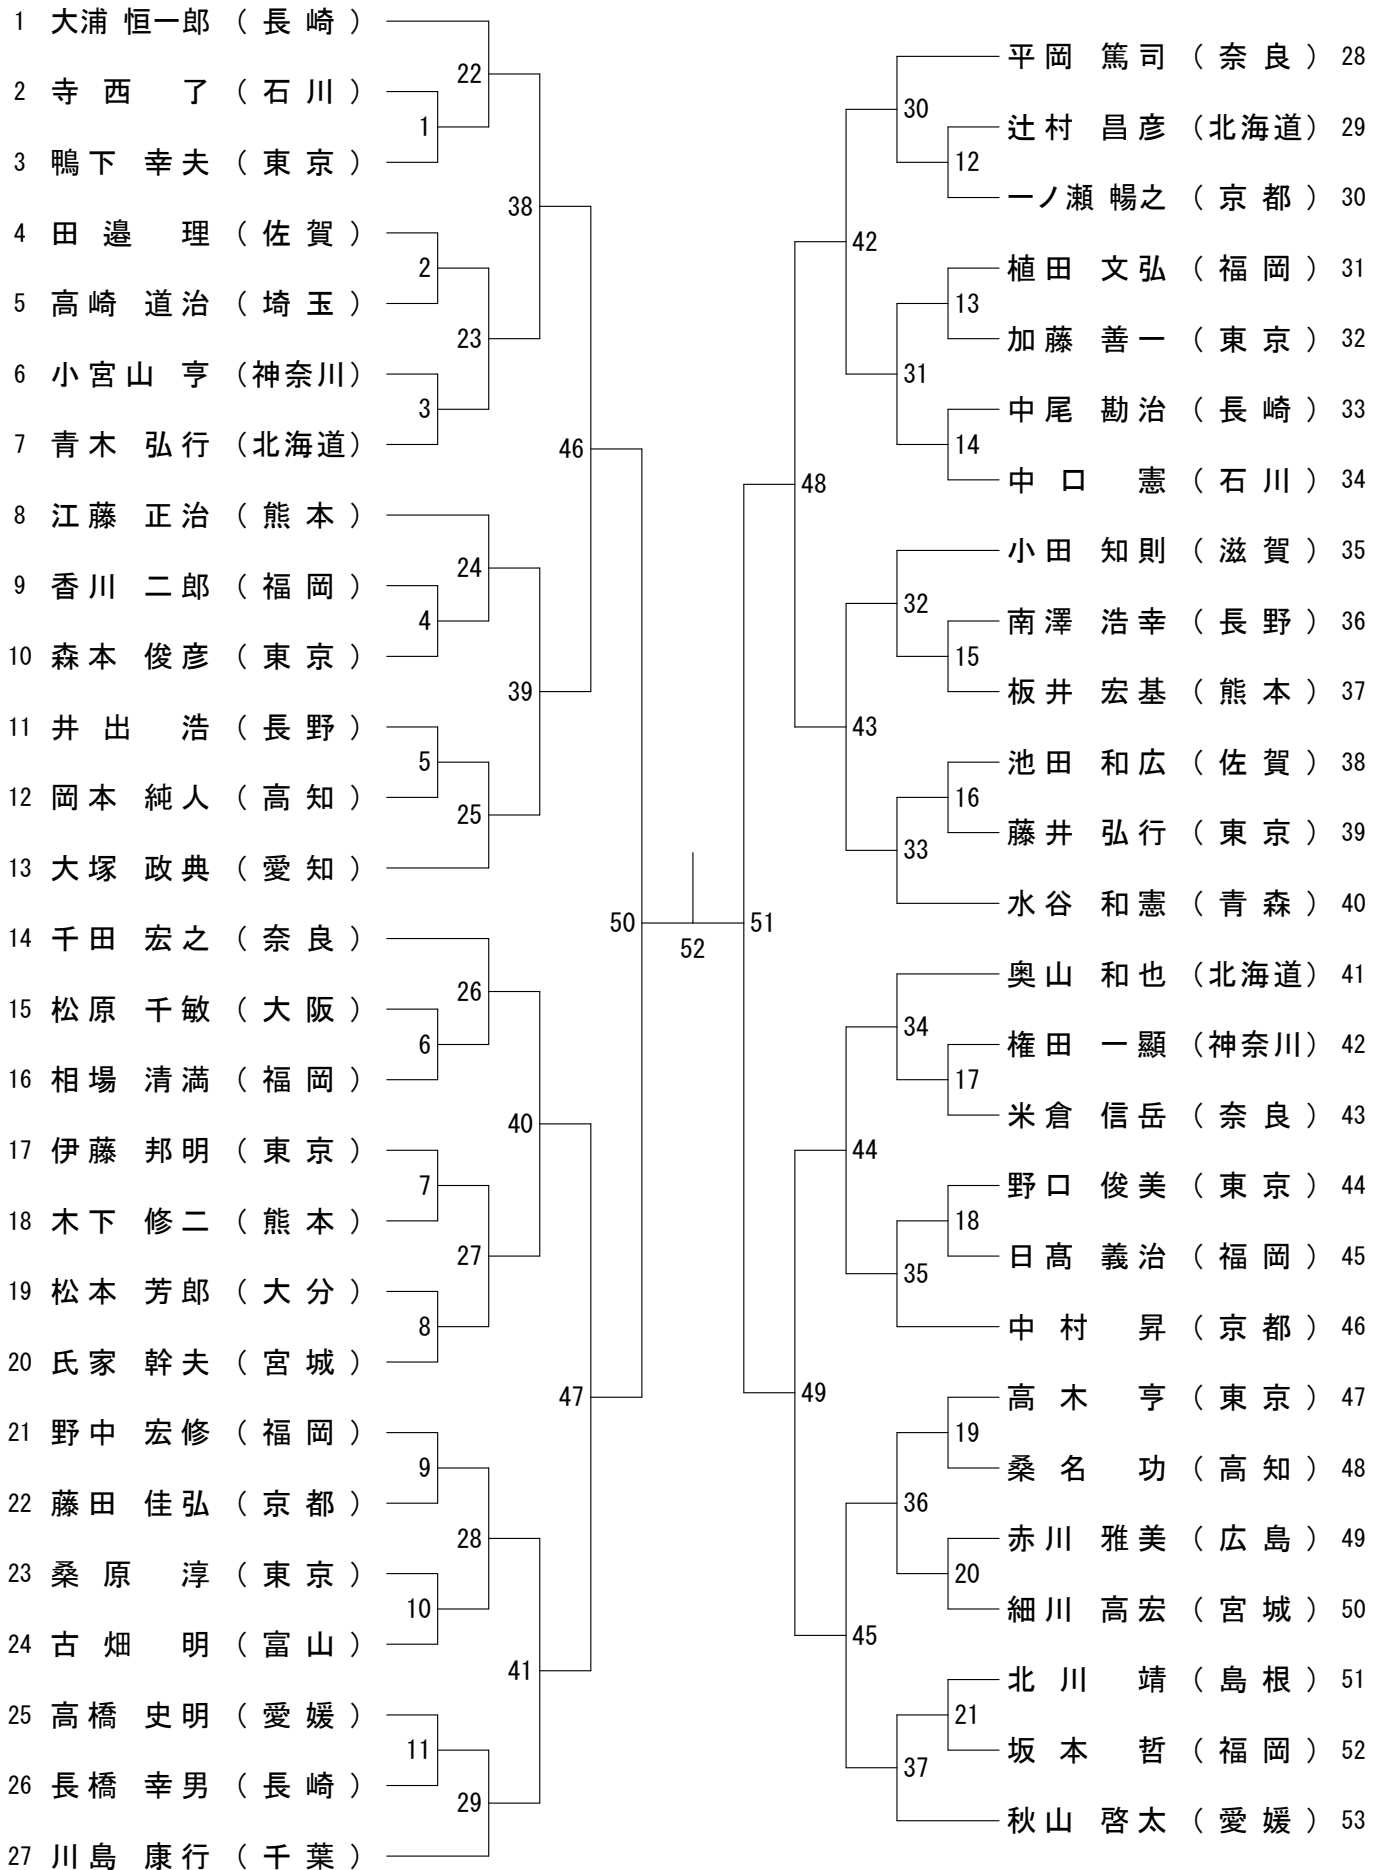 1 大浦 恒一郎 ( 長 崎 )
2 寺 西 了 ( 石 川 )
3 鴨 下 幸 夫 ( 東 京 )
4 田 邉 理 ( 佐 賀 )
5 高 崎 道 治 ( 埼 玉 )
6 小 宮 山 亨 (神奈川)
7 青 木 弘 行 (北海道)
8 江 藤 正 治 ( 熊 本 )
9 香 川 二 郎 ( 福 岡 )
10 森 本 俊 彦 ( 東 京 )
11 井 出 浩 ( 長 野 )
12 岡 本 純 人 ( 高 知 )
13 大 塚 政 典 ( 愛 知 )
14 千 田 宏 之 ( 奈 良 )
15 松 原 千 敏 ( 大 阪 )
16 相 場 清 満 ( 福 岡 )
17 伊 藤 邦 明 ( 東 京 )
18 木 下 修 二 ( 熊 本 )
19 松 本 芳 郎 ( 大 分 )
20 氏 家 幹 夫 ( 宮 城 )
21 野 中 宏 修 ( 福 岡 )
22 藤 田 佳 弘 ( 京 都 )
23 桑 原 淳 ( 東 京 )
24 古 畑 明 ( 富 山 )
25 高 橋 史 明 ( 愛 媛 )
26 長 橋 幸 男 ( 長 崎 )
27 川 島 康 行 ( 千 葉 )
1
2
3
4
5
6
7
8
9
10
11
22
23
24
25
26
27
28
29
38
39
40
41
46
47
50
52
51
48
49
42
43
44
45
30
31
32
33
34
35
36
37
12
13
14
15
16
17
18
19
20
21
平 岡 篤 司 ( 奈 良 ) 28
辻 村 昌 彦 (北海道) 29
一ノ瀬 暢之 ( 京 都 ) 30
植 田 文 弘 ( 福 岡 ) 31
加 藤 善 一 ( 東 京 ) 32
中 尾 勘 治 ( 長 崎 ) 33
中 口 憲 ( 石 川 ) 34
小 田 知 則 ( 滋 賀 ) 35
南 澤 浩 幸 ( 長 野 ) 36
板 井 宏 基 ( 熊 本 ) 37
池 田 和 広 ( 佐 賀 ) 38
藤 井 弘 行 ( 東 京 ) 39
水 谷 和 憲 ( 青 森 ) 40
奥 山 和 也 (北海道) 41
権 田 一 顯 (神奈川) 42
米 倉 信 岳 ( 奈 良 ) 43
野 口 俊 美 ( 東 京 ) 44
日 髙 義 治 ( 福 岡 ) 45
中 村 昇 ( 京 都 ) 46
高 木 亨 ( 東 京 ) 47
桑 名 功 ( 高 知 ) 48
赤 川 雅 美 ( 広 島 ) 49
細 川 高 宏 ( 宮 城 ) 50
北 川 靖 ( 島 根 ) 51
坂 本 哲 ( 福 岡 ) 52
秋 山 啓 太 ( 愛 媛 ) 53